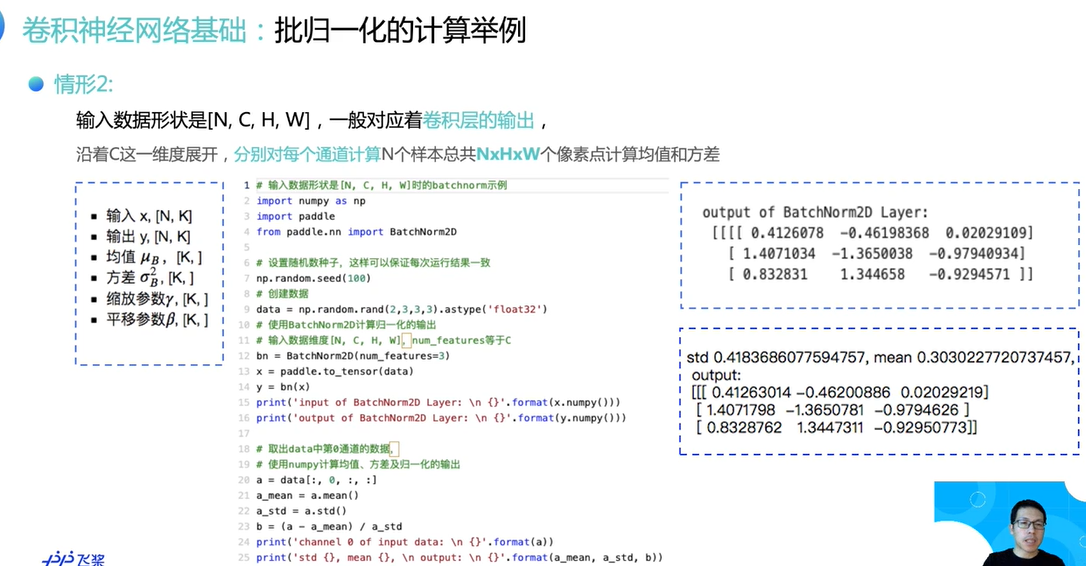 卷积神经网络基础：批归一化的计算举例
情形2:
输入数据形状是[N, C, H, W]，一般对应着卷积层的输出，
沿着C这一维度展开，分别对每个通道计算N个样本总共NxHxW个像素点计算均值和方差
▪ 输入 x, [N, K]
▪ 输出 y, [N, K]
▪ 均值 μB， [K, ]
▪ 方差 σ²B, [K, ]
▪ 缩放参数γ, [K, ]
▪ 平移参数β, [K, ]
1 # 输入数据形状是[N, C, H, W]时的batchnorm示例
2 import numpy as np
3 import paddle
4 from paddle.nn import BatchNorm2D
5
6 # 设置随机数种子，这样可以保证每次运行结果一致
7 np.random.seed(100)
8 # 创建数据
9 data = np.random.rand(2,3,3,3).astype('float32')
10 # 使用BatchNorm2D计算归一化的输出
11 # 输入数据维度[N, C, H, W]，num_features等于C
12 bn = BatchNorm2D(num_features=3)
13 x = paddle.to_tensor(data)
14 y = bn(x)
15 print('input of BatchNorm2D Layer: \n {}'.format(x.numpy()))
16 print('output of BatchNorm2D Layer: \n {}'.format(y.numpy()))
17
18 # 取出data中第0通道的数据，
19 # 使用numpy计算均值、方差及归一化的输出
20 a = data[:, 0, :, :]
21 a_mean = a.mean()
22 a_std = a.std()
23 b = (a - a_mean) / a_std
24 print('channel 0 of input data: \n {}'.format(a))
25 print('std {}, mean {}, \n output: \n {}'.format(a_mean, a_std, b))
output of BatchNorm2D Layer:
[[[[ 0.4126078 −0.46198368 0.02029109]
[ 1.4071034 −1.3650038 −0.97940934]
[ 0.832831 1.344658 −0.9294571 ]]
std 0.4183686077594757, mean 0.3030227720737457,
output:
[[[ 0.41263014 −0.46200886 0.02029219]
[ 1.4071798 −1.3650781 −0.9794626 ]
[ 0.8328762 1.3447311 −0.92950773]]
飞桨